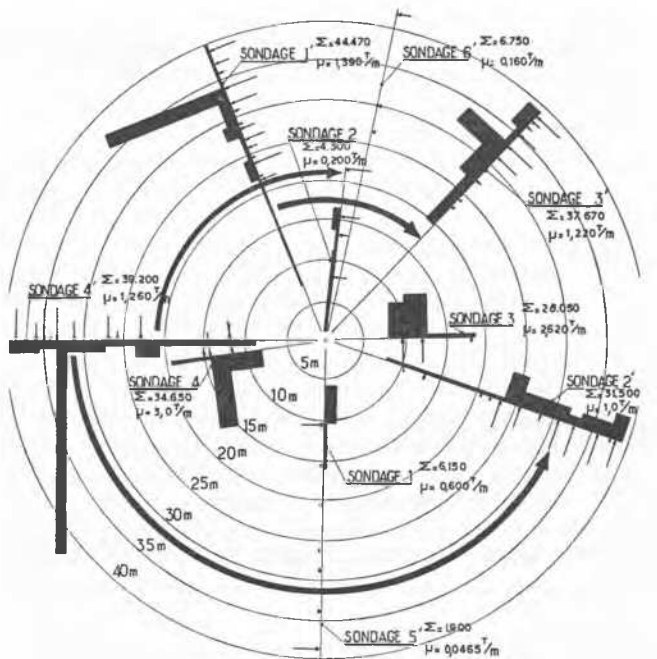 SONDAGE 1' Σ=44.470
μ=1,390 T/m
SONDAGE 6' Σ=6.750
μ=0,160 T/m
SONDAGE 2
Σ=4.300
μ=0,200 T/m
SONDAGE 3'
Σ=37.670
μ=1,220 T/m
SONDAGE 4' Σ=39.200
μ=1,260 T/m
SONDAGE 3 Σ=28.050
μ=2,620 T/m
SONDAGE 4
Σ=34.650
μ=3,0 T/m
SONDAGE 2'
Σ=31.500
μ=1,0 T/m
SONDAGE 1 Σ=6,150
μ=0,600 T/m
SONDAGE 5' Σ=1,900
μ=0,0465 T/m
5m
10m
15m
20m
25m
30m
35m
40m